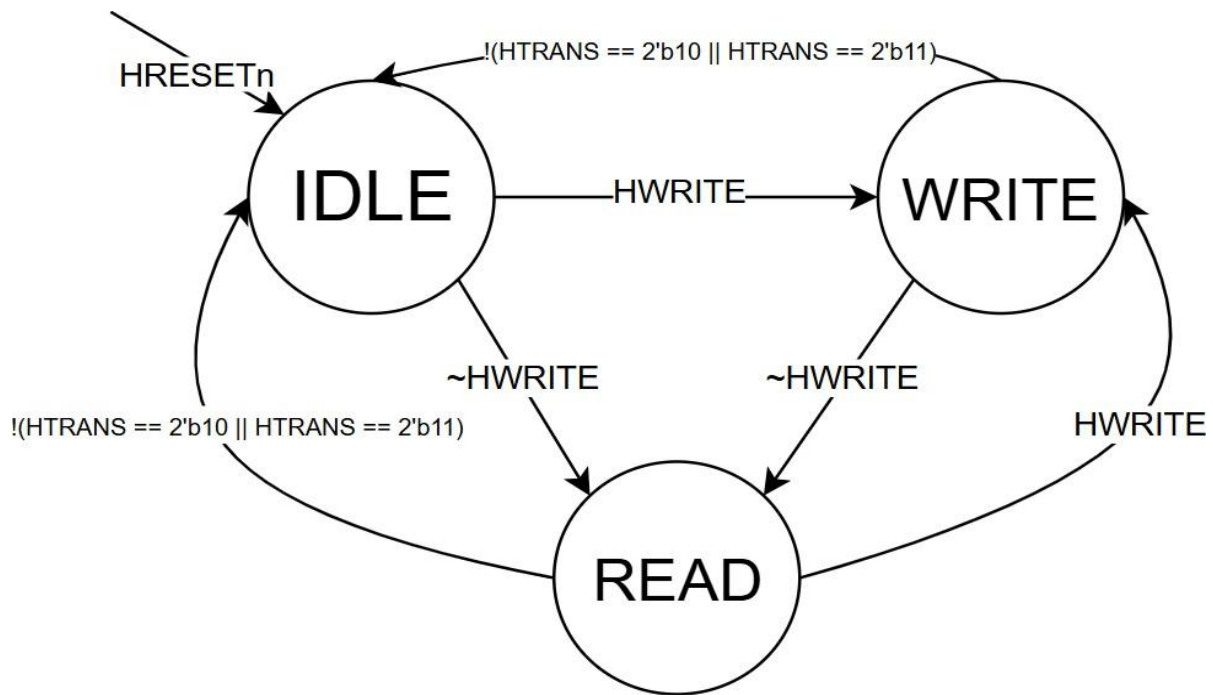 !(HTRANS == 2'b10 || HTRANS == 2'b11)
HRESETn
IDLE
HWRITE
WRITE
~HWRITE
~HWRITE
!(HTRANS == 2'b10 || HTRANS == 2'b11)
HWRITE
READ